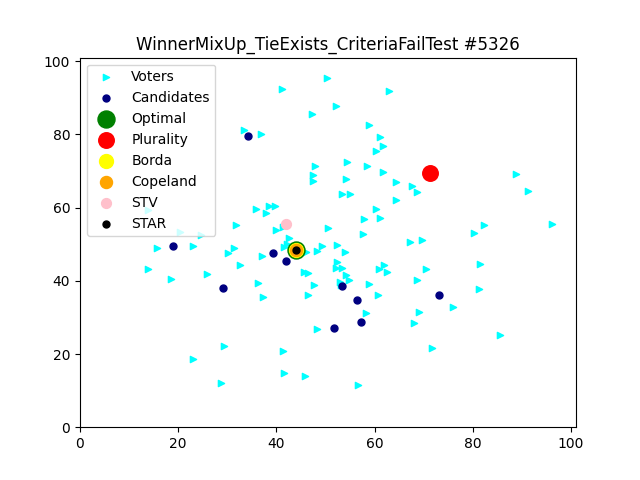 WinnerMixUp_TieExists_CriteriaFailTest #5326
100
80
60
40
20
0
Voters
Candidates
Optimal
Plurality
Borda
Copeland
STV
STAR
0 20 40 60 80 100